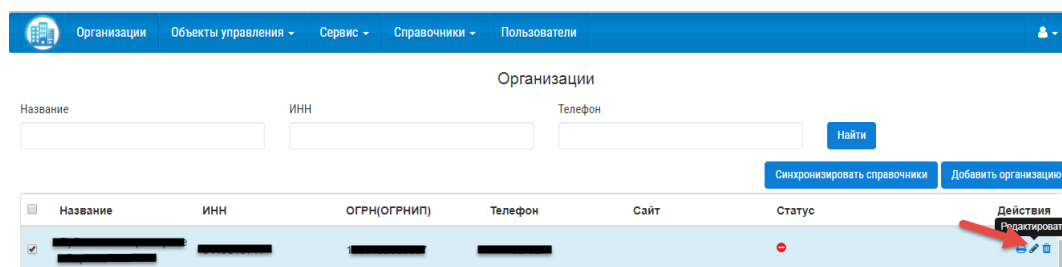 Организации Объекты управления Сервис Справочники Пользователи
Организации
Название ИНН Телефон
Найти
Синхронизировать справочники Добавить организацию
Название ИНН ОГРН(ОГРНИП) Телефон Сайт Статус Действия
Редактироват